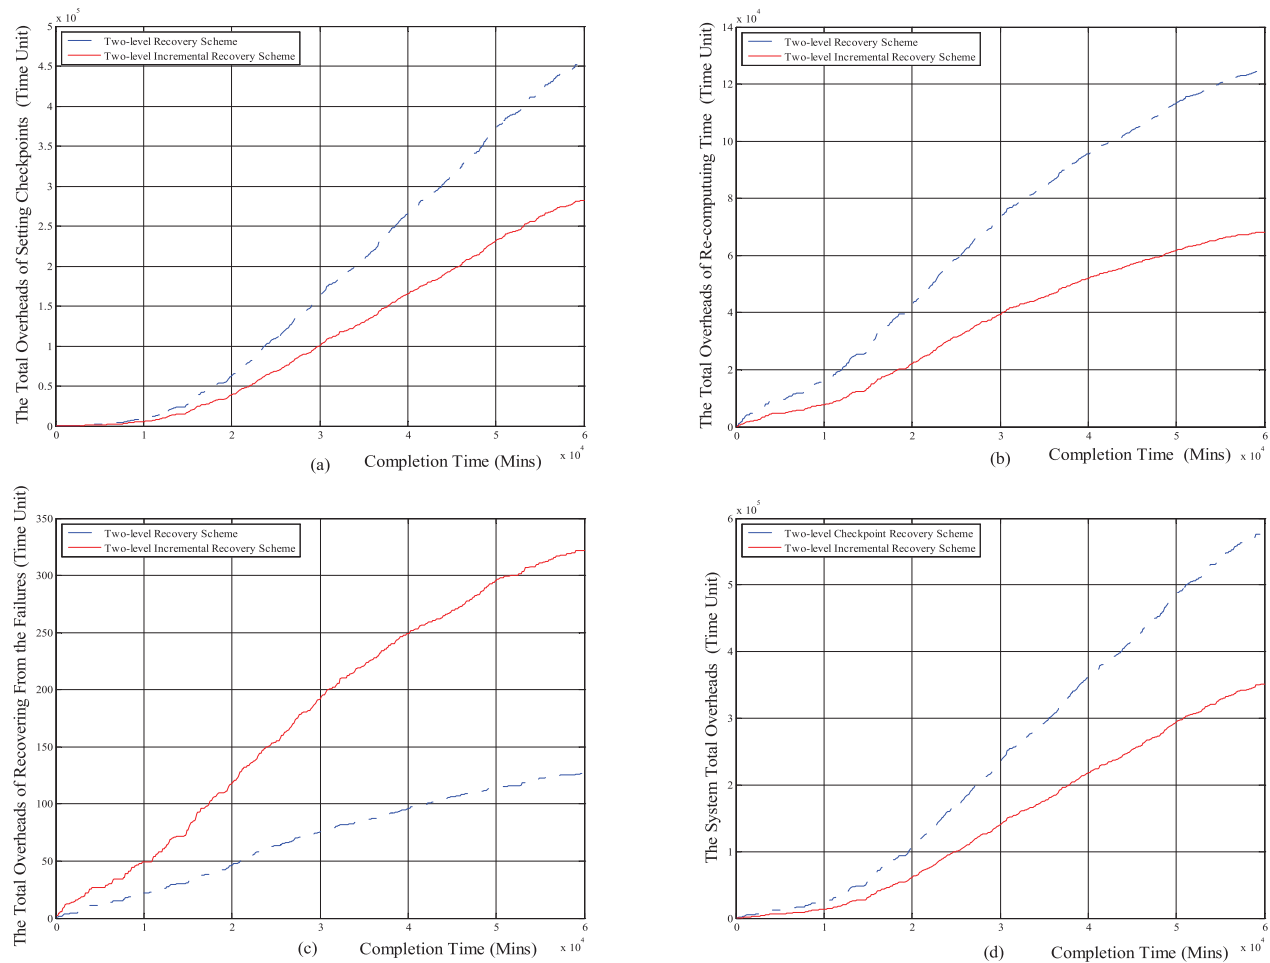 x 10^5
5
4.5
4
3.5
3
2.5
2
1.5
1
0.5
0
The Total Overheads of Setting Checkpoints (Time Unit)
Two-level Recovery Scheme
Two-level Incremental Recovery Scheme
0 1 2 3 4 5 6
x 10^4
(a) Completion Time (Mins)
x 10^4
14
12
10
8
6
4
2
0
The Total Overheads of Re-computuing Time (Time Unit)
Two-level Recovery Scheme
Two-level Incremental Recovery Scheme
0 1 2 3 4 5 6
(b) Completion Time (Mins) x 10^4
350
300
250
200
150
100
50
0
The Total Overheads of Recovering From the Failures (Time Unit)
Two-level Recovery Scheme
Two-level Incremental Recovery Scheme
0 1 2 3 4 5 6
x 10^4
(c) Completion Time (Mins)
x 10^5
6
5
4
3
2
1
0
The System Total Overheads (Time Unit)
Two-level Checkpoint Recovery Scheme
Two-level Incremental Recovery Scheme
0 1 2 3 4 5 6
x 10^4
(d) Completion Time (Mins)